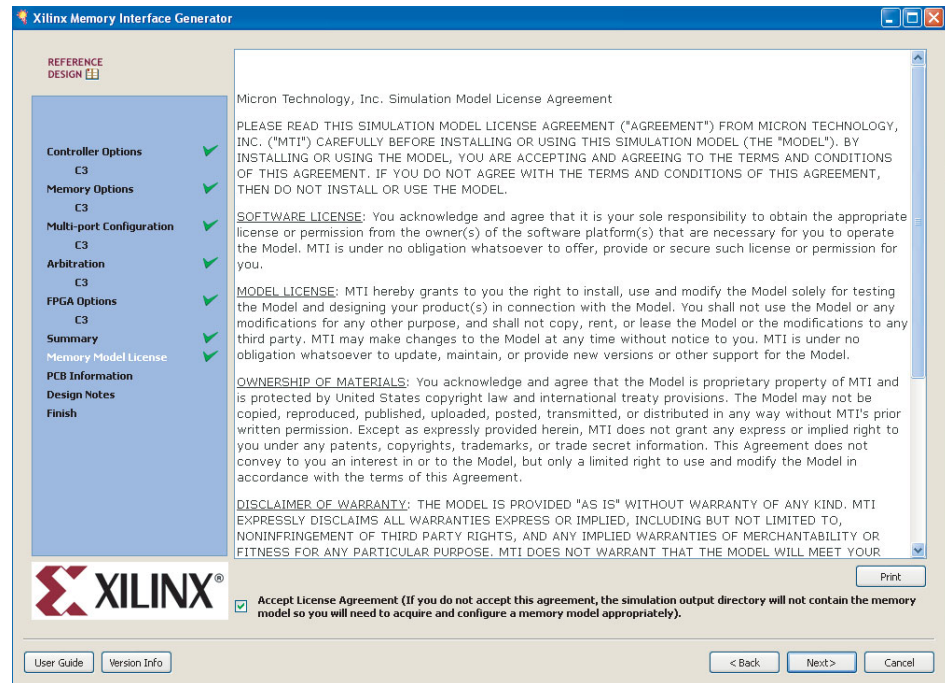 Xilinx Memory Interface Generator
REFERENCE
DESIGN
Controller Options
C3
Memory Options
C3
Multi-port Configuration
C3
Arbitration
C3
FPGA Options
C3
Summary
Memory Model License
PCB Information
Design Notes
Finish
Micron Technology, Inc. Simulation Model License Agreement
PLEASE READ THIS SIMULATION MODEL LICENSE AGREEMENT ("AGREEMENT") FROM MICRON TECHNOLOGY,
INC. ("MTI") CAREFULLY BEFORE INSTALLING OR USING THIS SIMULATION MODEL (THE "MODEL"). BY
INSTALLING OR USING THE MODEL, YOU ARE ACCEPTING AND AGREEING TO THE TERMS AND CONDITIONS
OF THIS AGREEMENT. IF YOU DO NOT AGREE WITH THE TERMS AND CONDITIONS OF THIS AGREEMENT,
THEN DO NOT INSTALL OR USE THE MODEL.
SOFTWARE LICENSE: You acknowledge and agree that it is your sole responsibility to obtain the appropriate
license or permission from the owner(s) of the software platform(s) that are necessary for you to operate
the Model. MTI is under no obligation whatsoever to offer, provide or secure such license or permission for
you.
MODEL LICENSE: MTI hereby grants to you the right to install, use and modify the Model solely for testing
the Model and designing your product(s) in connection with the Model. You shall not use the Model or any
modifications for any other purpose, and shall not copy, rent, or lease the Model or the modifications to any
third party. MTI may make changes to the Model at any time without notice to you. MTI is under no
obligation whatsoever to update, maintain, or provide new versions or other support for the Model.
OWNERSHIP OF MATERIALS: You acknowledge and agree that the Model is proprietary property of MTI and
is protected by United States copyright law and international treaty provisions. The Model may not be
copied, reproduced, published, uploaded, posted, transmitted, or distributed in any way without MTI's prior
written permission. Except as expressly provided herein, MTI does not grant any express or implied right to
you under any patents, copyrights, trademarks, or trade secret information. This Agreement does not
convey to you an interest in or to the Model, but only a limited right to use and modify the Model in
accordance with the terms of this Agreement.
DISCLAIMER OF WARRANTY: THE MODEL IS PROVIDED "AS IS" WITHOUT WARRANTY OF ANY KIND. MTI
EXPRESSLY DISCLAIMS ALL WARRANTIES EXPRESS OR IMPLIED, INCLUDING BUT NOT LIMITED TO,
NONINFRINGEMENT OF THIRD PARTY RIGHTS, AND ANY IMPLIED WARRANTIES OF MERCHANTABILITY OR
FITNESS FOR ANY PARTICULAR PURPOSE. MTI DOES NOT WARRANT THAT THE MODEL WILL MEET YOUR
Print
XILINX®
Accept License Agreement (If you do not accept this agreement, the simulation output directory will not contain the memory
model so you will need to acquire and configure a memory model appropriately).
User Guide
Version Info
< Back
Next>
Cancel